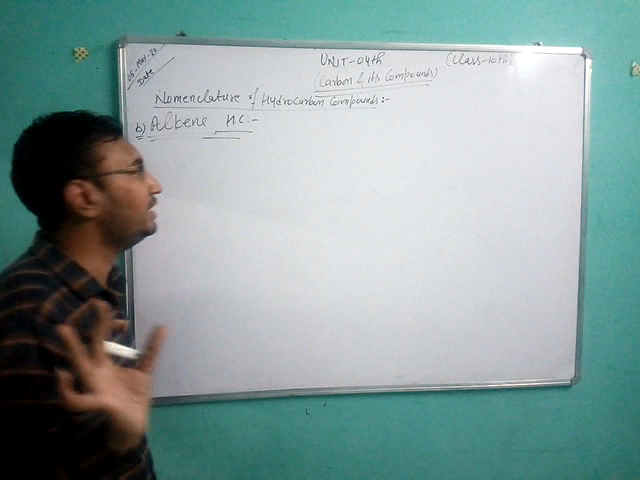 Date
UNIT-04th (Class-10th)
(Carbon & its Compounds)
Nomenclature of Hydrocarbon Compounds:-
b) Alkene H.C:-